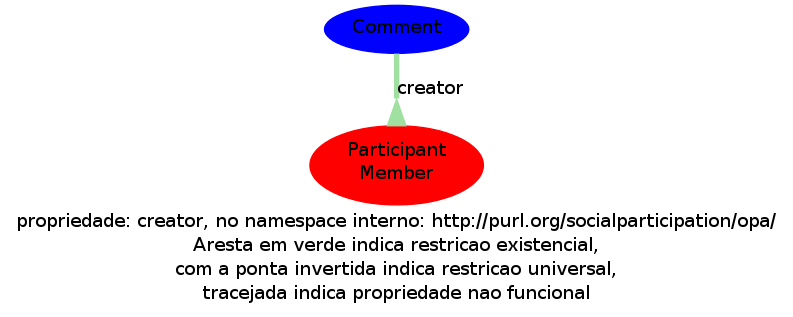 Comment
creator
Participant
Member
propriedade: creator, no namespace interno: http://purl.org/socialparticipation/opa/
Aresta em verde indica restricao existencial,
com a ponta invertida indica restricao universal,
tracejada indica propriedade nao funcional